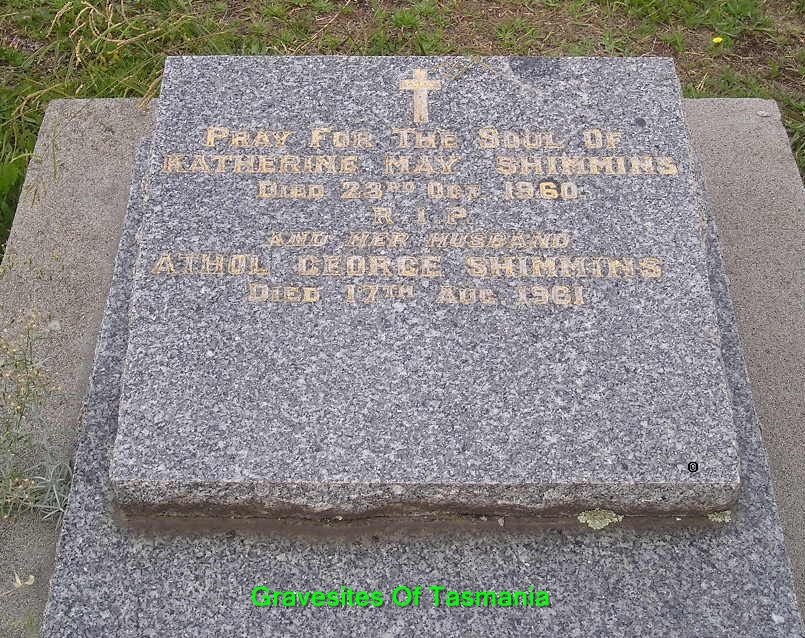 Pray For The Soul Of
KATHERINE MAY SHIMMINS
Died 23RD Oct. 1960.
R.I.P.
AND HER HUSBAND
ATHOL GEORGE SHIMMINS
Died 17TH Aug. 1961
Gravesites Of Tasmania